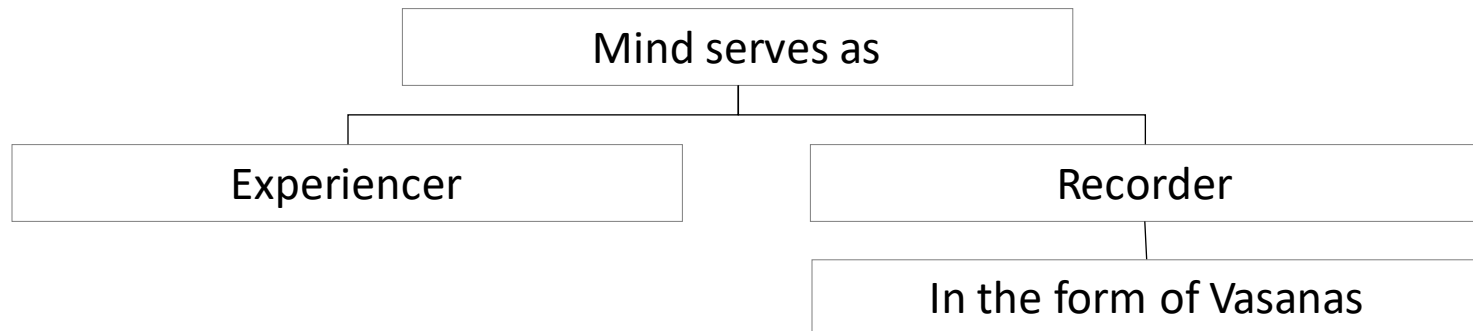 Mind serves as
Experiencer
Recorder
In the form of Vasanas